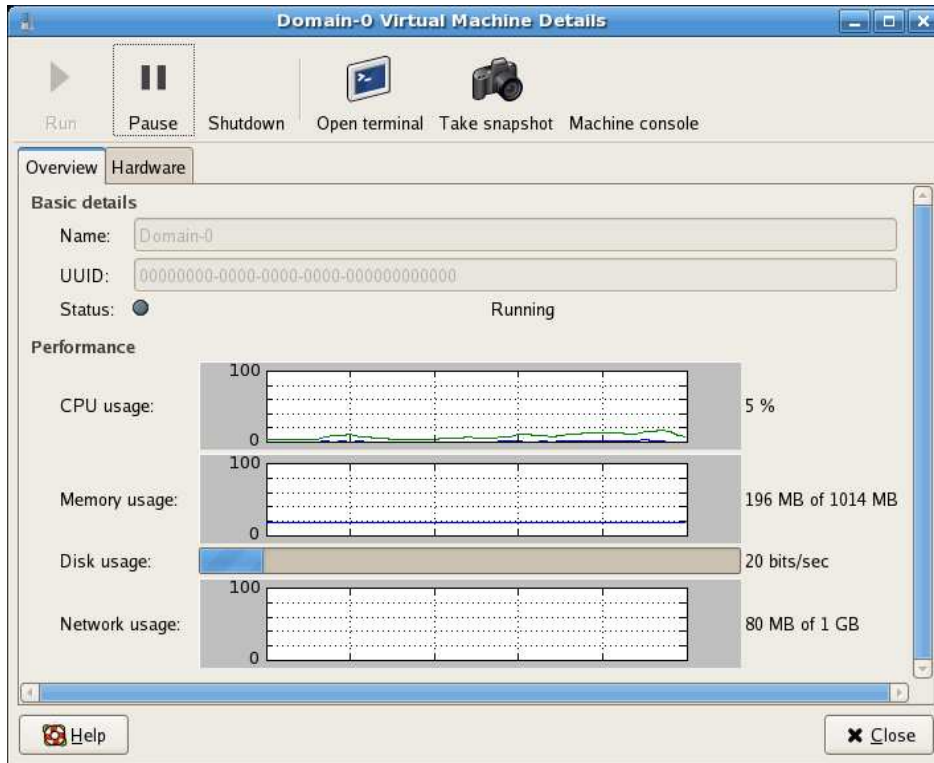 Domain-0 Virtual Machine Details
Run Pause Shutdown Open terminal Take snapshot Machine console
Overview Hardware
Basic details
Name: Domain-0
UUID: 00000000-0000-0000-0000-000000000000
Status: Running
Performance
100
CPU usage: 5 %
0
100
Memory usage: 196 MB of 1014 MB
0
Disk usage: 20 bits/sec
100
Network usage: 80 MB of 1 GB
0
Help Close